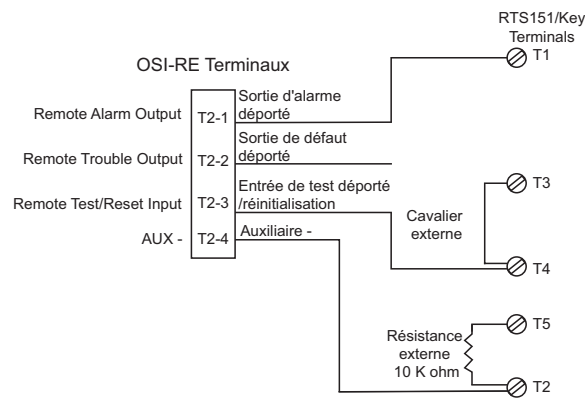 RTS151/Key
Terminals
T1
OSI-RE Terminaux
Remote Alarm Output
T2-1
Sortie d'alarme
déporté
Remote Trouble Output
T2-2
Sortie de défaut
déporté
Remote Test/Reset Input
T2-3
Entrée de test déporté
/réinitialisation
AUX -
T2-4
Auxiliaire -
T3
Cavalier
externe
T4
T5
Résistance
externe
10 K ohm
T2